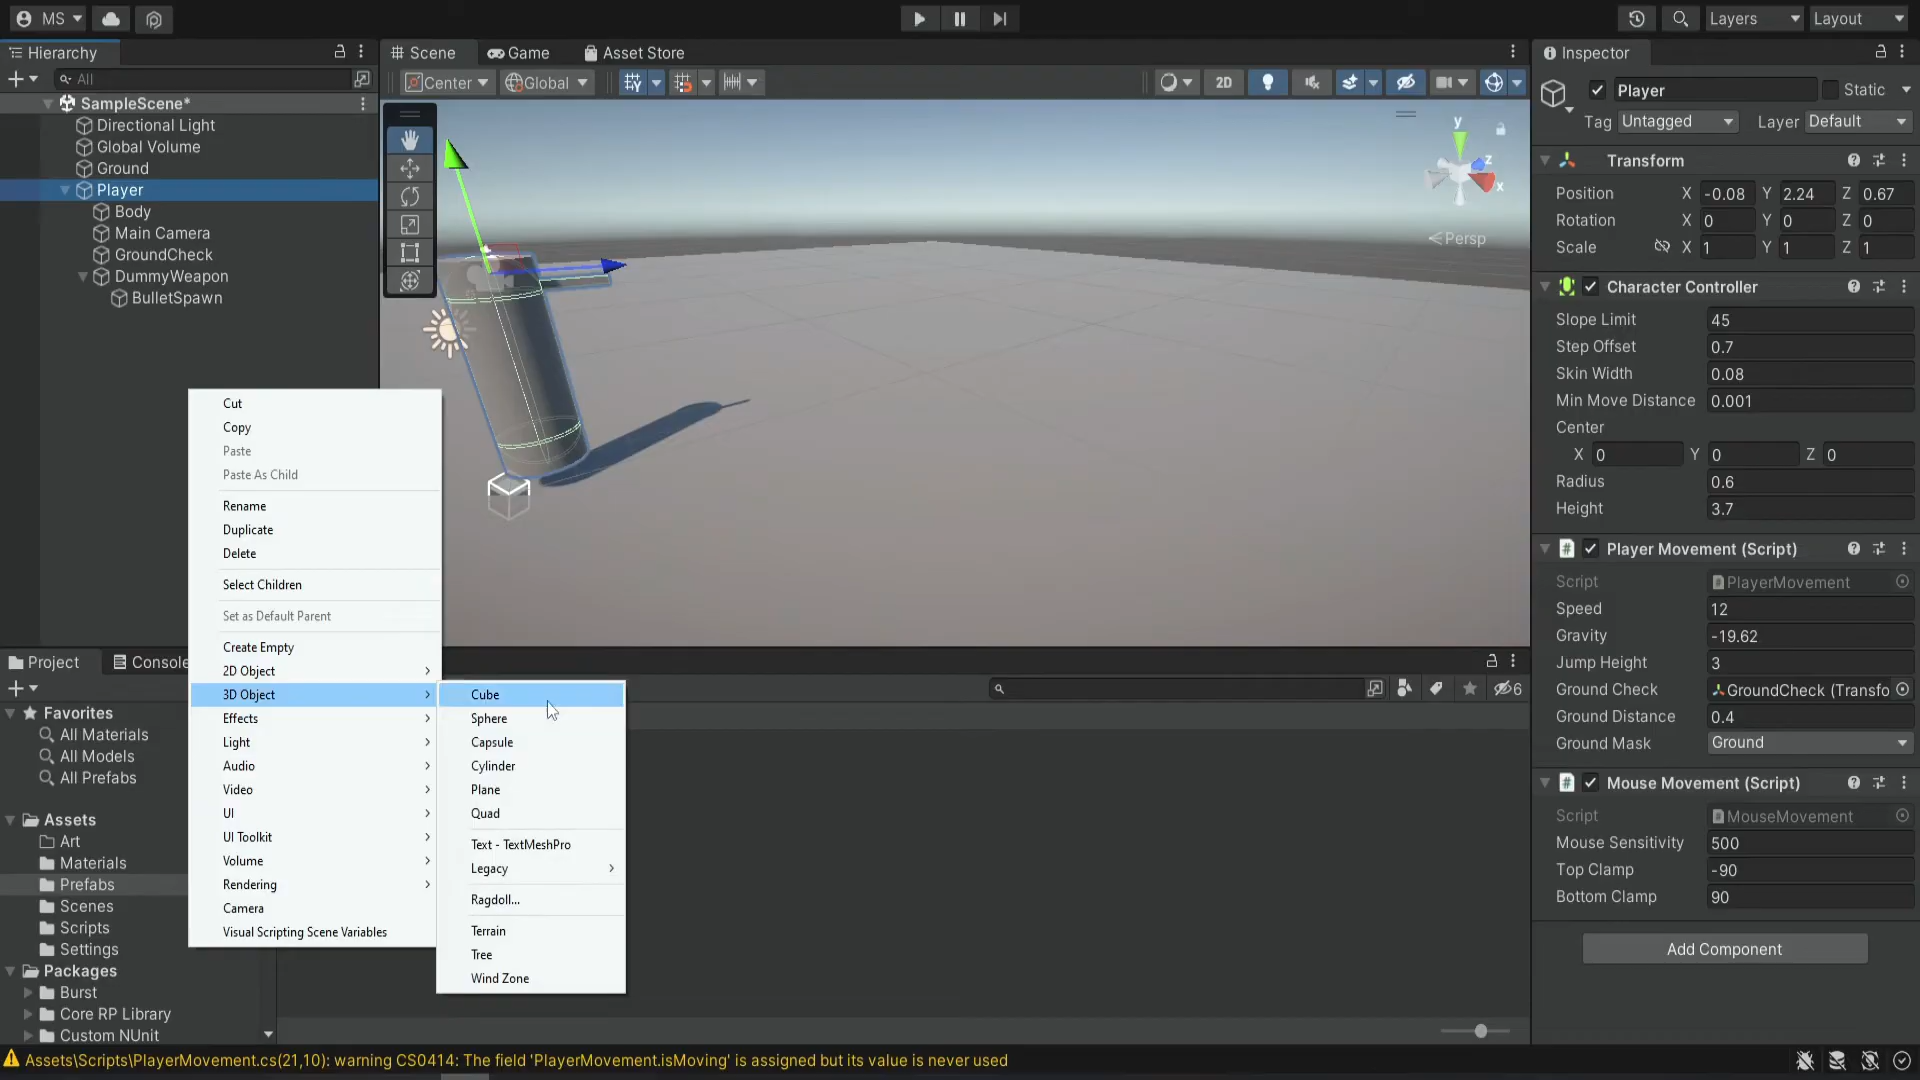 MS
Layers
Layout
Hierarchy
All
SampleScene*
Directional Light
Global Volume
Ground
Player
Body
Main Camera
GroundCheck
DummyWeapon
BulletSpawn
Scene
Game
Asset Store
Center
Global
2D
y
z
x
Persp
Cut
Copy
Paste
Paste As Child
Rename
Duplicate
Delete
Select Children
Set as Default Parent
Create Empty
2D Object
3D Object
Effects
Light
Audio
Video
UI
UI Toolkit
Volume
Rendering
Camera
Visual Scripting Scene Variables
Cube
Sphere
Capsule
Cylinder
Plane
Quad
Text - TextMeshPro
Legacy
Ragdoll...
Terrain
Tree
Wind Zone
Project
Console
6
Favorites
All Materials
All Models
All Prefabs
Assets
Art
Materials
Prefabs
Scenes
Scripts
Settings
Packages
Burst
Core RP Library
Custom NUnit
Inspector
Player
Static
Tag Untagged
Layer Default
Transform
Position X -0.08 Y 2.24 Z 0.67
Rotation X 0 Y 0 Z 0
Scale X 1 Y 1 Z 1
Character Controller
Slope Limit 45
Step Offset 0.7
Skin Width 0.08
Min Move Distance 0.001
Center
X 0 Y 0 Z 0
Radius 0.6
Height 3.7
# Player Movement (Script)
Script PlayerMovement
Speed 12
Gravity -19.62
Jump Height 3
Ground Check GroundCheck (Transfo
Ground Distance 0.4
Ground Mask Ground
# Mouse Movement (Script)
Script MouseMovement
Mouse Sensitivity 500
Top Clamp -90
Bottom Clamp 90
Add Component
Assets\Scripts\PlayerMovement.cs(21,10): warning CS0414: The field 'PlayerMovement.isMoving' is assigned but its value is never used